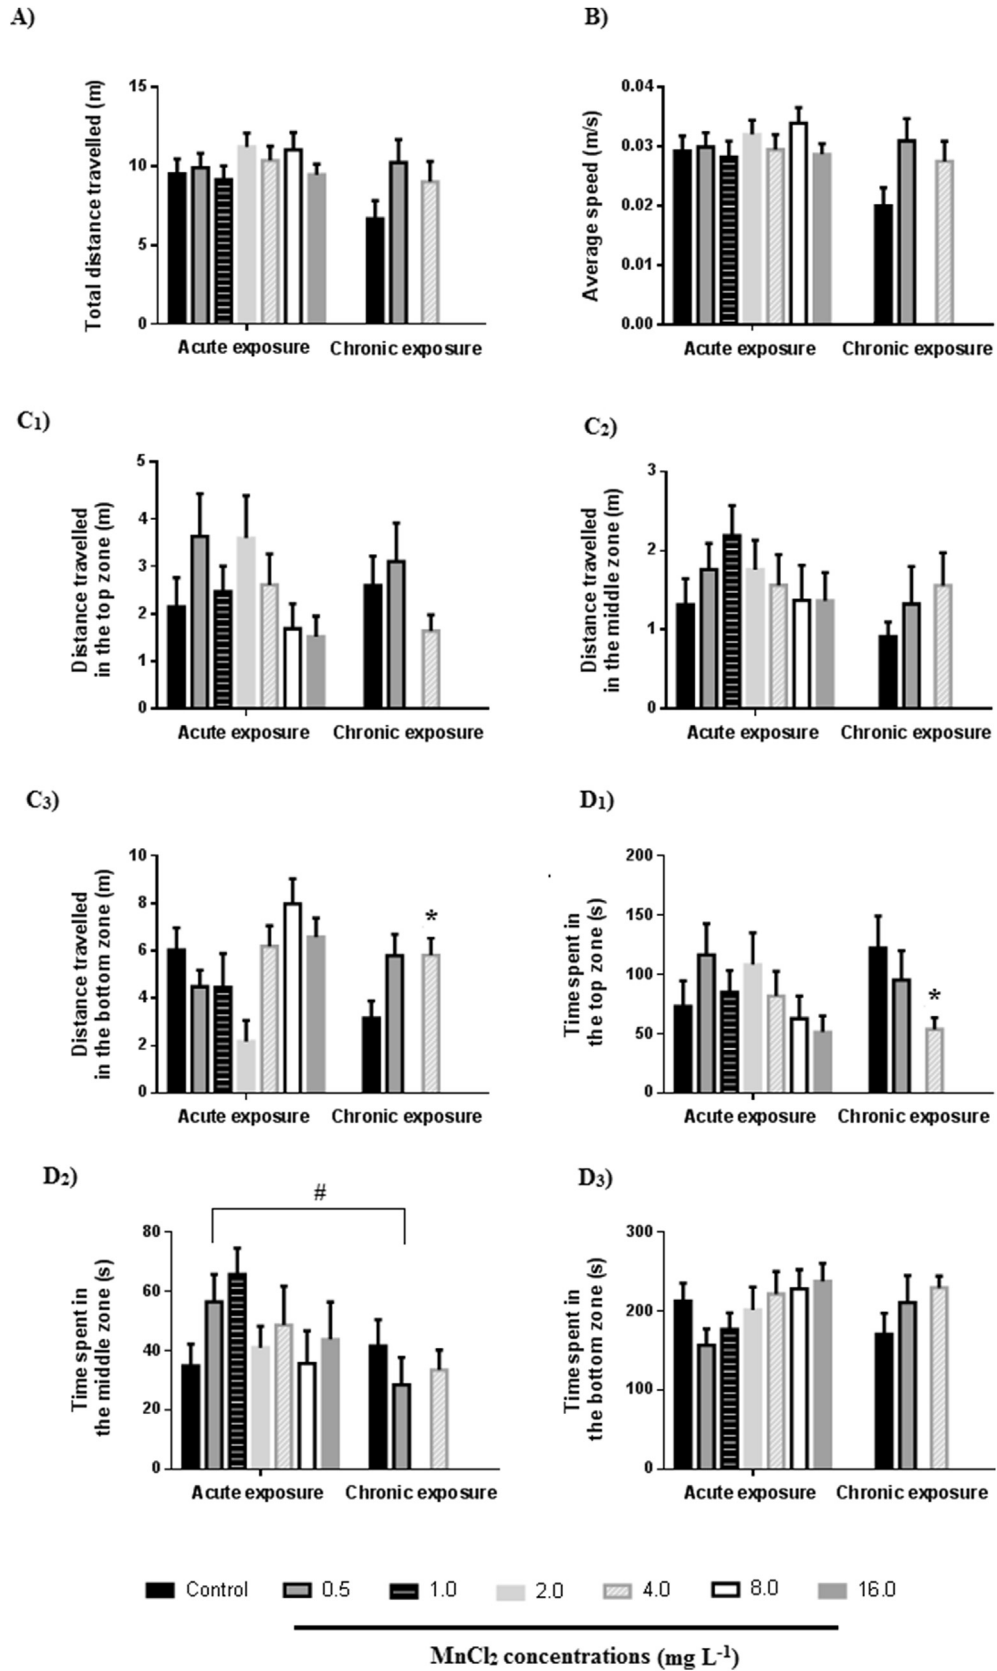 A)
B)
Total distance travelled (m)
15
10
5
0
Acute exposure
Chronic exposure
Average speed (m/s)
0.04
0.03
0.02
0.01
0.00
Acute exposure
Chronic exposure
C1)
C2)
Distance travelled
in the top zone (m)
5
4
3
2
1
0
Acute exposure
Chronic exposure
Distance travelled
in the middle zone (m)
3
2
1
0
Acute exposure
Chronic exposure
C3)
D1)
Distance travelled
in the bottom zone (m)
10
8
6
4
2
0
*
Acute exposure
Chronic exposure
Time spent in
the top zone (s)
200
150
100
50
0
*
Acute exposure
Chronic exposure
D2)
D3)
Time spent in
the middle zone (s)
#
80
60
40
20
0
Acute exposure
Chronic exposure
Time spent in
the bottom zone (s)
300
200
100
0
Acute exposure
Chronic exposure
Control 0.5 1.0 2.0 4.0 8.0 16.0
MnCl2 concentrations (mg L-1)